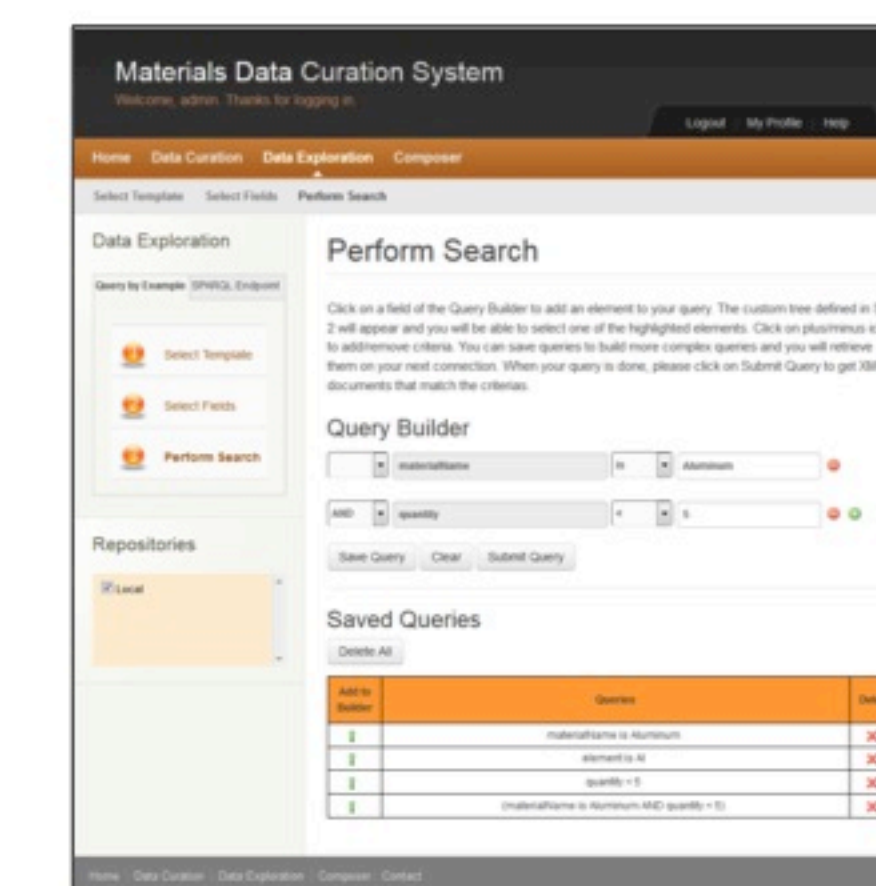 Materials Data Curation System
Welcome, admin. Thanks for logging in.
Logout My Profile Help
Home Data Curation Data Exploration Composer
Select Template Select Fields Perform Search
Data Exploration
Query by Example SPARQL Endpoint
Select Template
Select Fields
Perform Search
Repositories
Local
Perform Search
Click on a field of the Query Builder to add an element to your query. The custom tree defined in
2 will appear and you will be able to select one of the highlighted elements. Click on plus/minus
to add/remove criteria. You can save queries to build more complex queries and you will retrieve
them on your next connection. When your query is done, please click on Submit Query to get
documents that match the criterias.
Query Builder
materialName is Aluminum
AND quantity < 5
Save Query Clear Submit Query
Saved Queries
Delete All
Add to
Builder
Queries
materialName is Aluminum
element is Al
quantity < 5
(materialName is Aluminum AND quantity < 5)
Home Data Curation Data Exploration Composer Contact